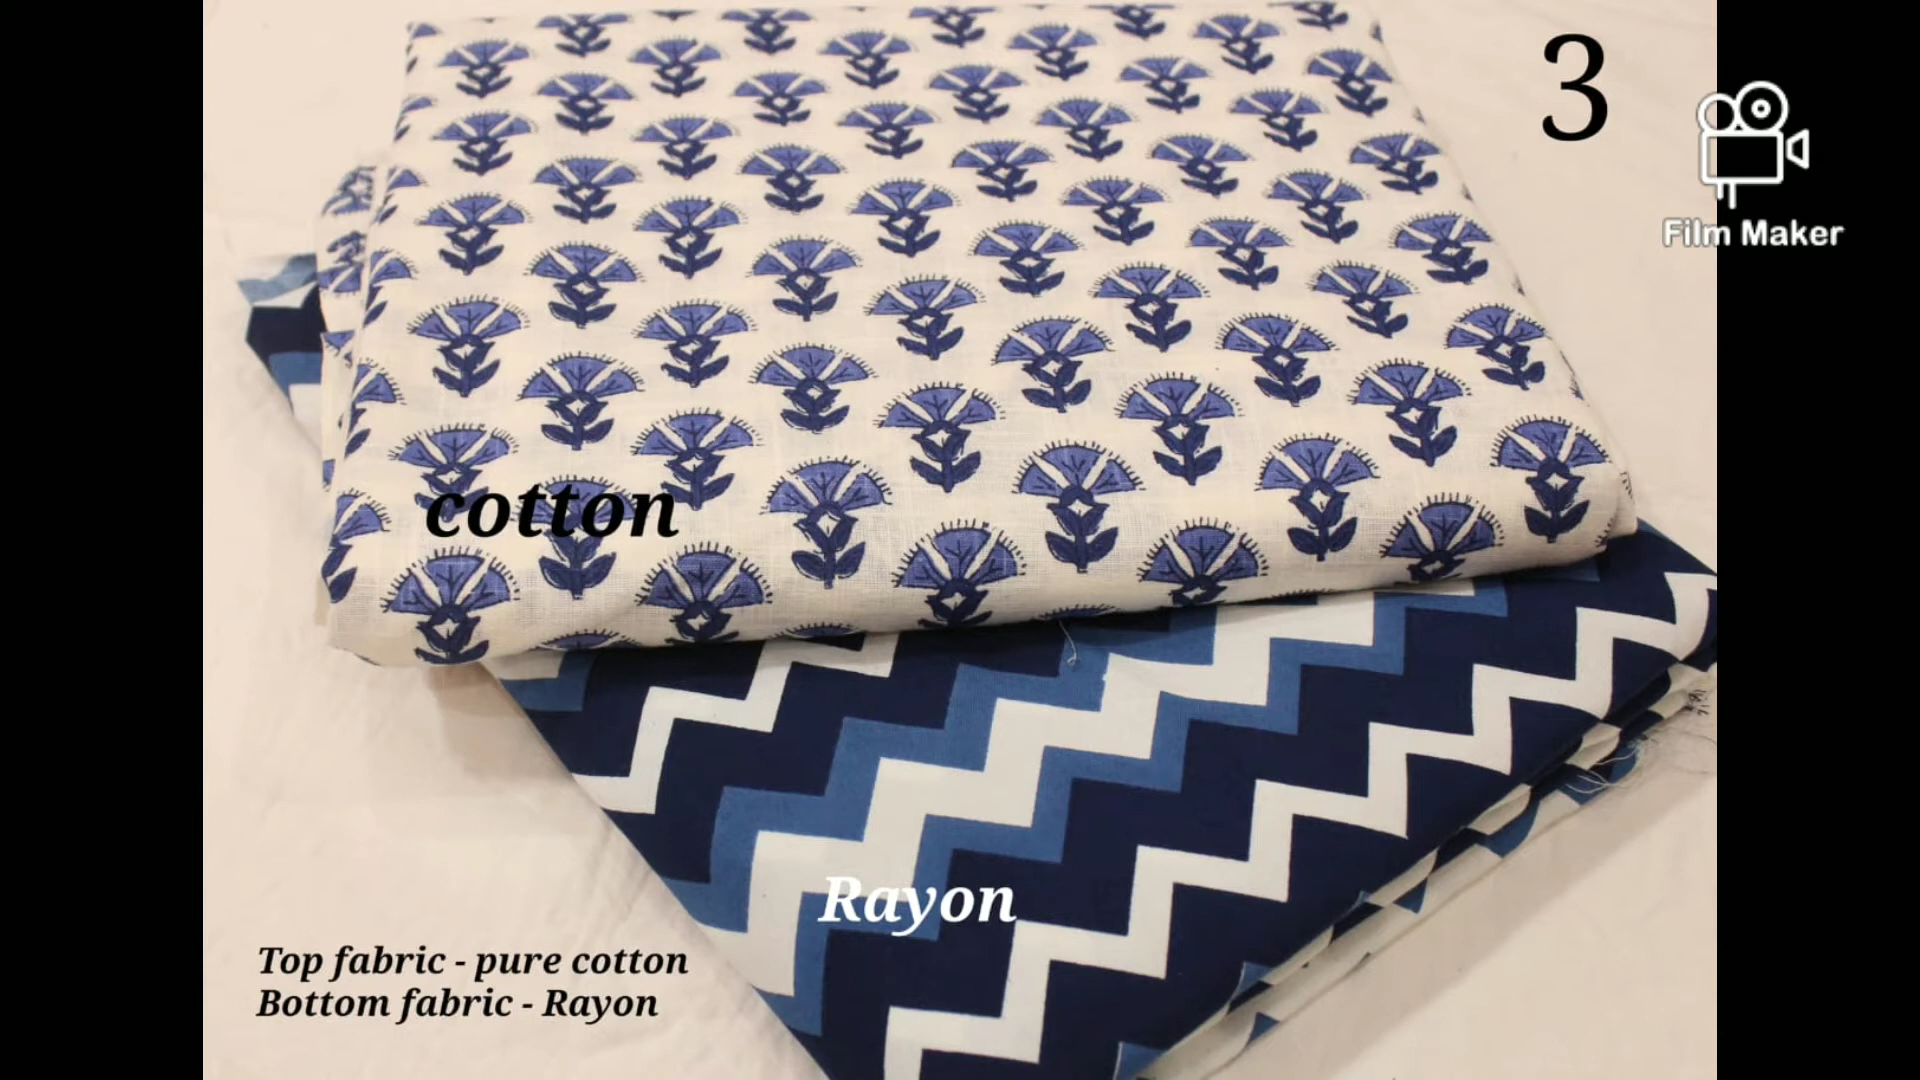 3
Film Maker
cotton
Rayon
Top fabric - pure cotton
Bottom fabric - Rayon